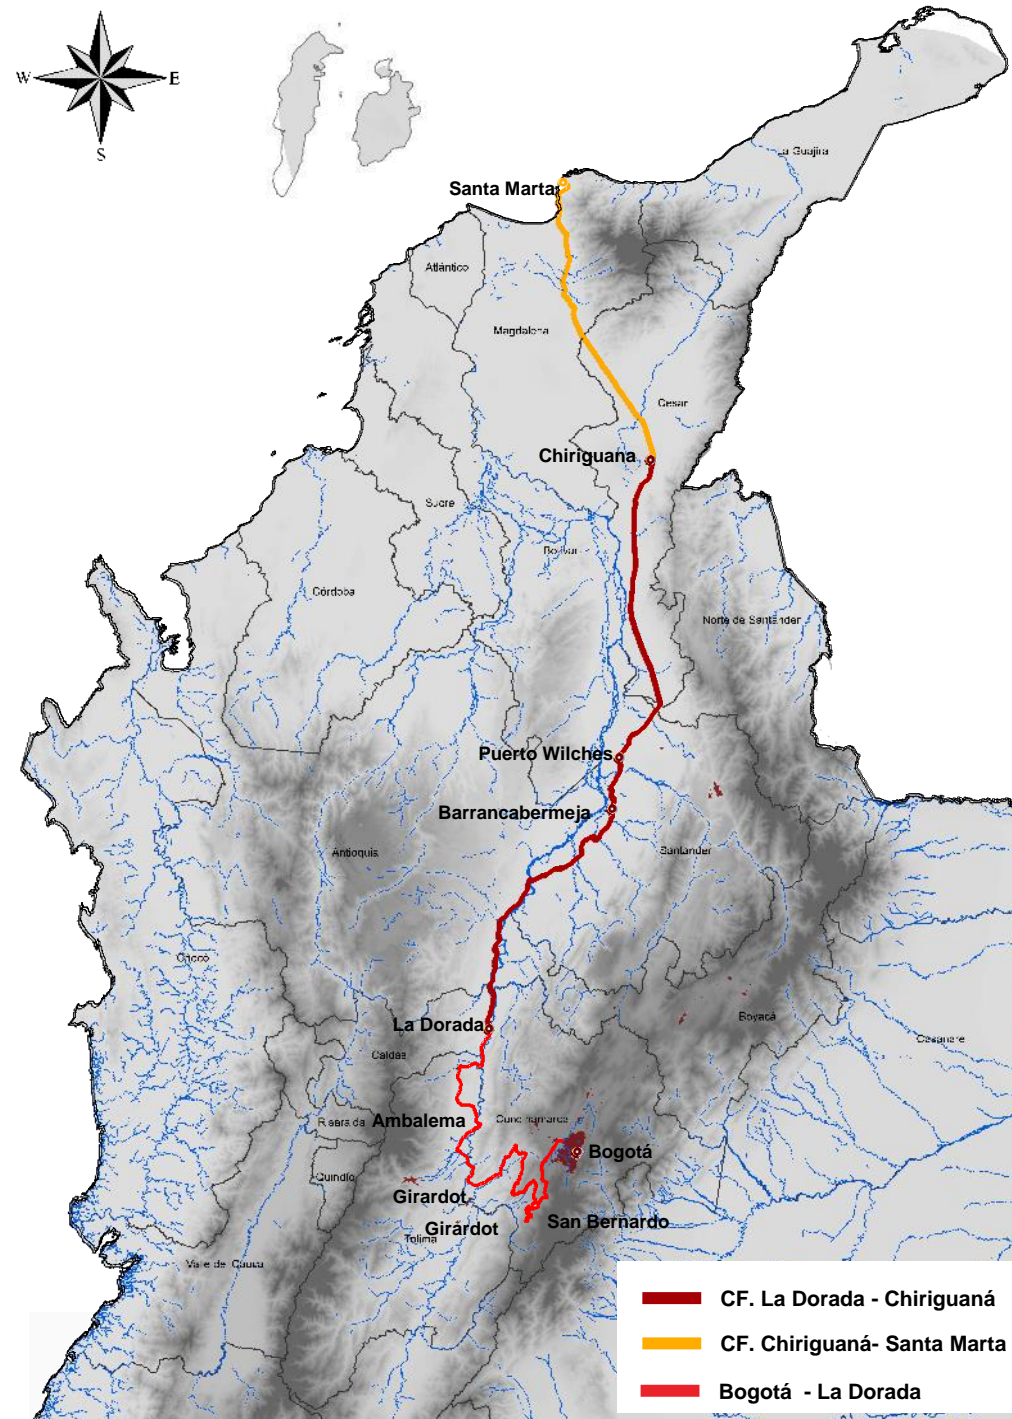 W
E
S
La Guajira
Santa Marta
Atlántico
Magdalena
Cesar
Chiriguana
Sucre
Bolívar
Córdoba
Norte de Santander
Puerto Wilches
Barrancabermeja
Antioquia
Santander
Chocó
Boyacá
La Dorada
Casanare
Caldas
Ambalema
Risaralda
Cundinamarca
Bogotá
Quindío
Girardot
San Bernardo
Girardot
Tolima
Valle del Cauca
CF. La Dorada - Chiriguaná
CF. Chiriguaná- Santa Marta
Bogotá - La Dorada